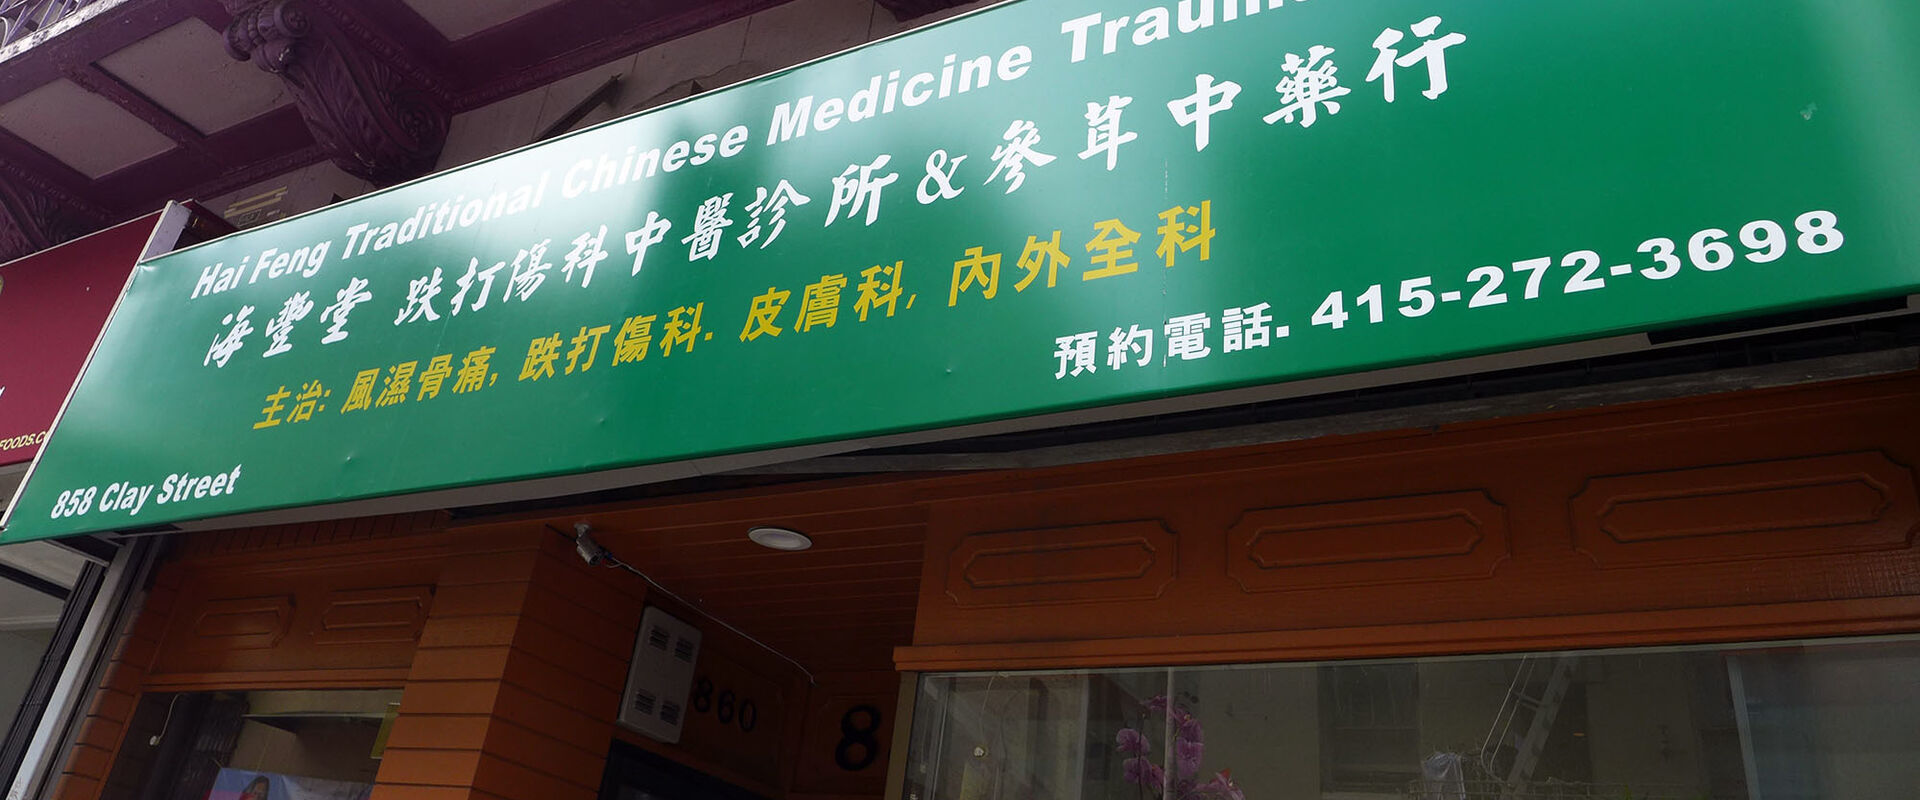 Hai Feng Traditional Chinese Medicine
海豐堂 跌打傷科中醫診所&參茸中藥行
主治: 風濕骨痛, 跌打傷科. 皮膚科, 內外全科
預約電話. 415-272-3698
858 Clay Street
860